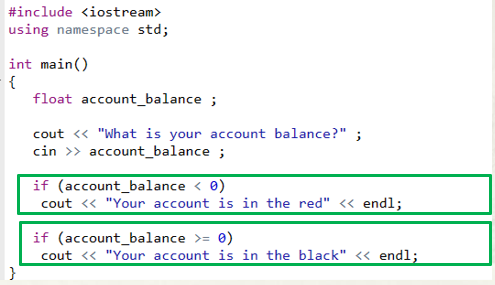 #include <iostream>
using namespace std;
int main()
{
float account_balance ;
cout << "What is your account balance?" ;
cin >> account_balance ;
if (account_balance < 0)
cout << "Your account is in the red" << endl;
if (account_balance >= 0)
cout << "Your account is in the black" << endl;
}